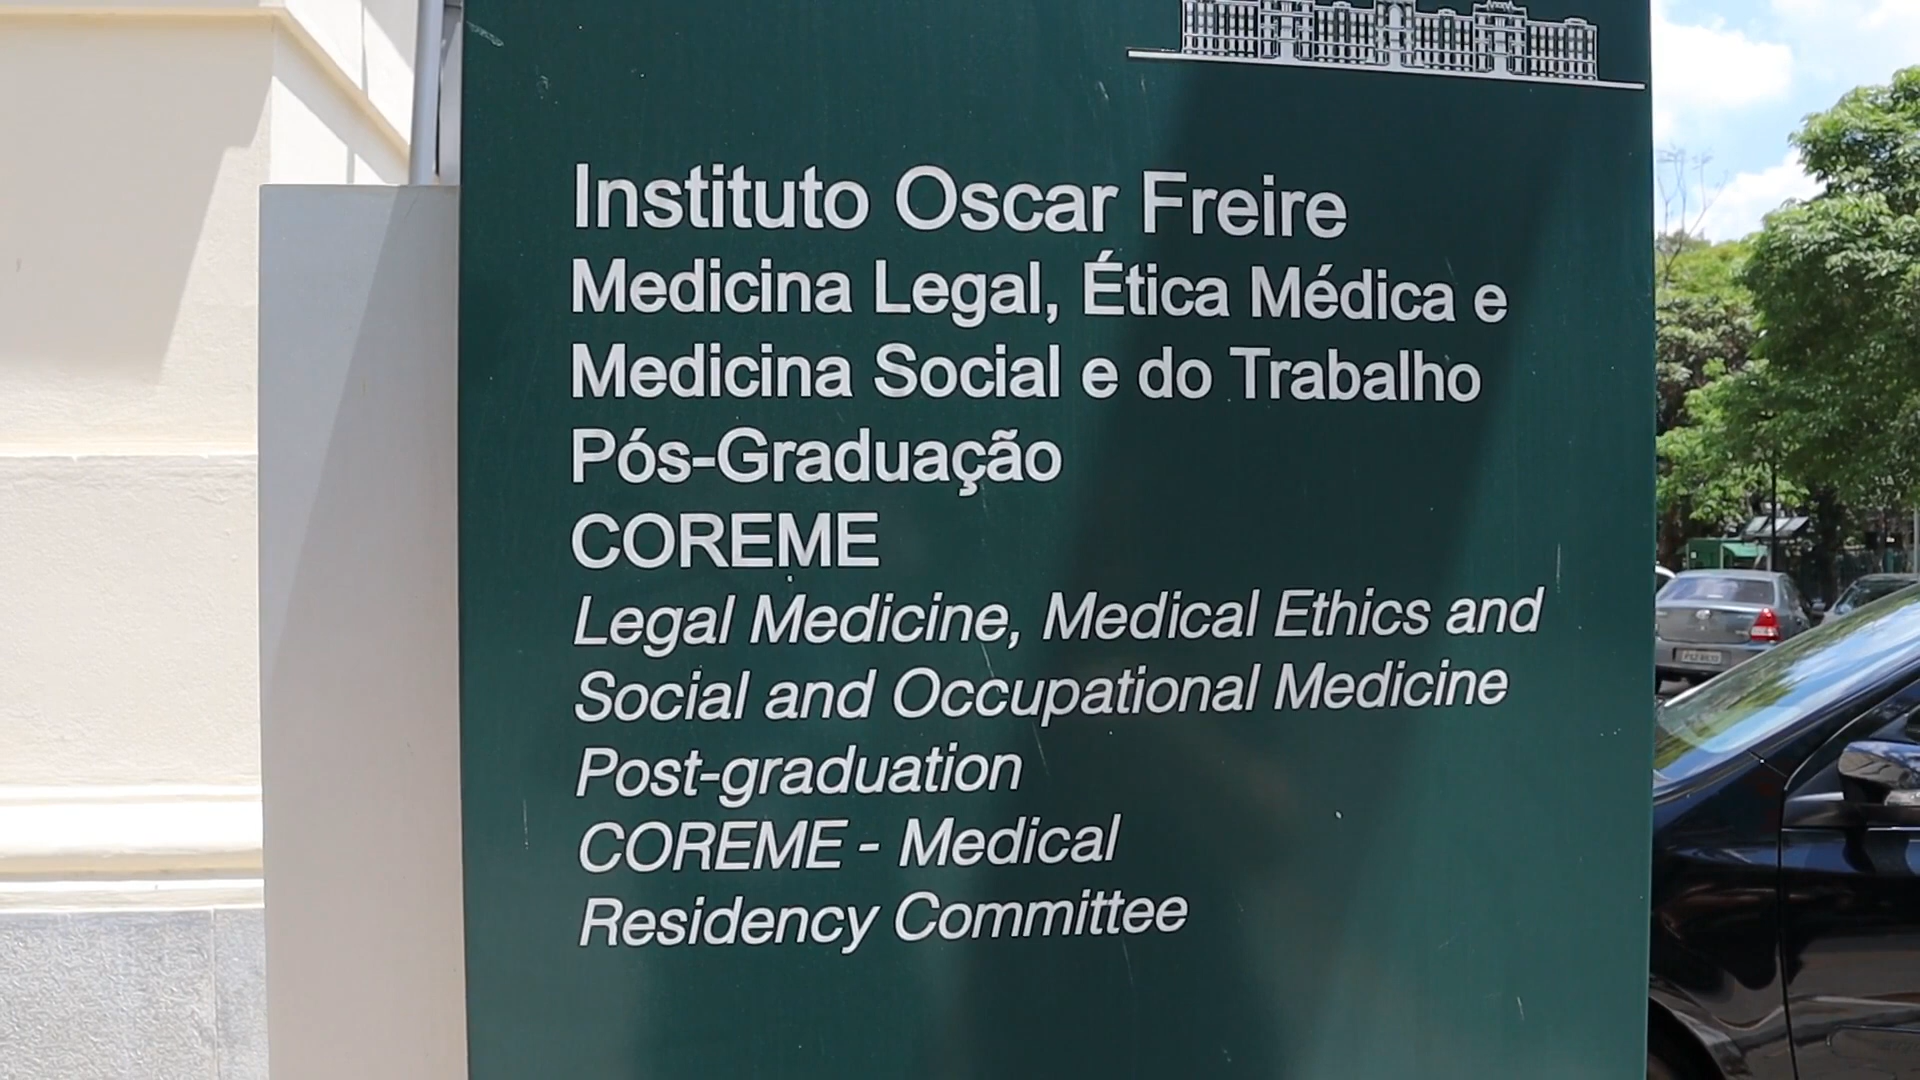 Instituto Oscar Freire
Medicina Legal, Ética Médica e
Medicina Social e do Trabalho
Pós-Graduação
COREME
Legal Medicine, Medical Ethics and
Social and Occupational Medicine
Post-graduation
COREME - Medical
Residency Committee